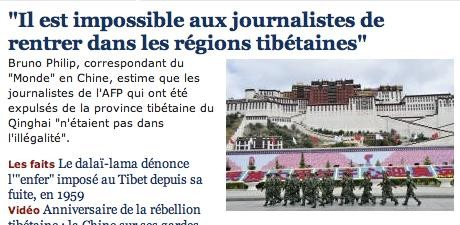 "Il est impossible aux journalistes de
rentrer dans les régions tibétaines"
Bruno Philip, correspondant du
"Monde" en Chine, estime que les
journalistes de l'AFP qui ont été
expulsés de la province tibétaine du
Qinghai "n'étaient pas dans
l'illégalité".
Les faits Le dalaï-lama dénonce
l'"enfer" imposé au Tibet depuis sa
fuite, en 1959
Vidéo Anniversaire de la rébellion
tibétaine : la Chine sur ses gardes